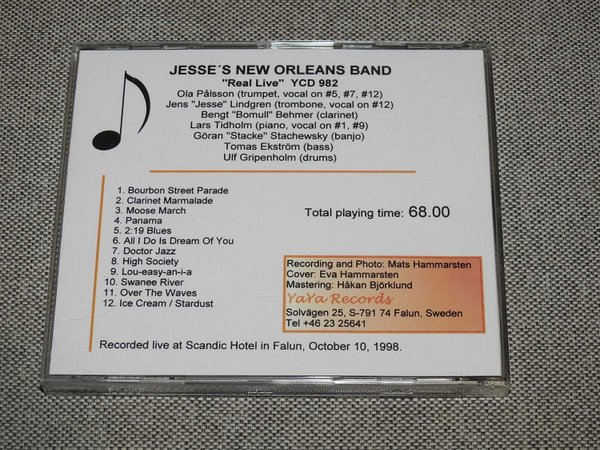 JESSE´S NEW ORLEANS BAND
"Real Live" YCD 982
Ola Pålsson (trumpet, vocal on #5, #7, #12)
Jens "Jesse" Lindgren (trombone, vocal on #12)
Bengt "Bomull" Behmer (clarinet)
Lars Tidholm (piano, vocal on #1, #9)
Göran "Stacke" Stachewsky (banjo)
Tomas Ekström (bass)
Ulf Gripenholm (drums)
1. Bourbon Street Parade
2. Clarinet Marmalade
3. Moose March
4. Panama
5. 2:19 Blues
6. All I Do Is Dream Of You
7. Doctor Jazz
8. High Society
9. Lou-easy-an-i-a
10. Swanee River
11. Over The Waves
12. Ice Cream / Stardust
Total playing time: 68.00
Recording and Photo: Mats Hammarsten
Cover: Eva Hammarsten
Mastering: Håkan Björklund
YaYa Records
Solvägen 25, S-791 74 Falun, Sweden
Tel +46 23 25641
Recorded live at Scandic Hotel in Falun, October 10, 1998.